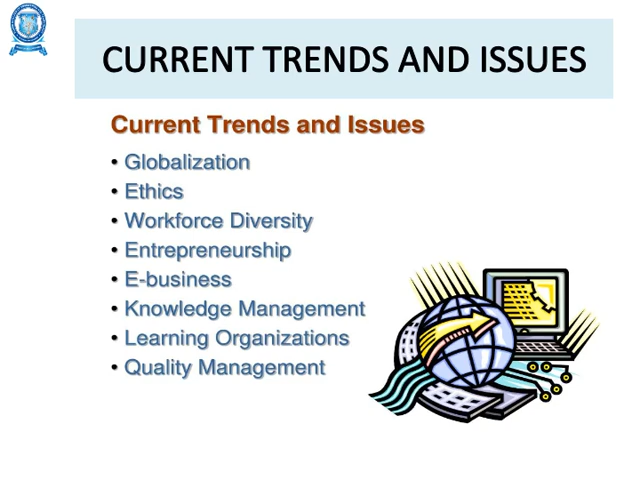 CURRENT TRENDS AND ISSUES
Current Trends and Issues
• Globalization
• Ethics
• Workforce Diversity
• Entrepreneurship
• E-business
• Knowledge Management
• Learning Organizations
• Quality Management